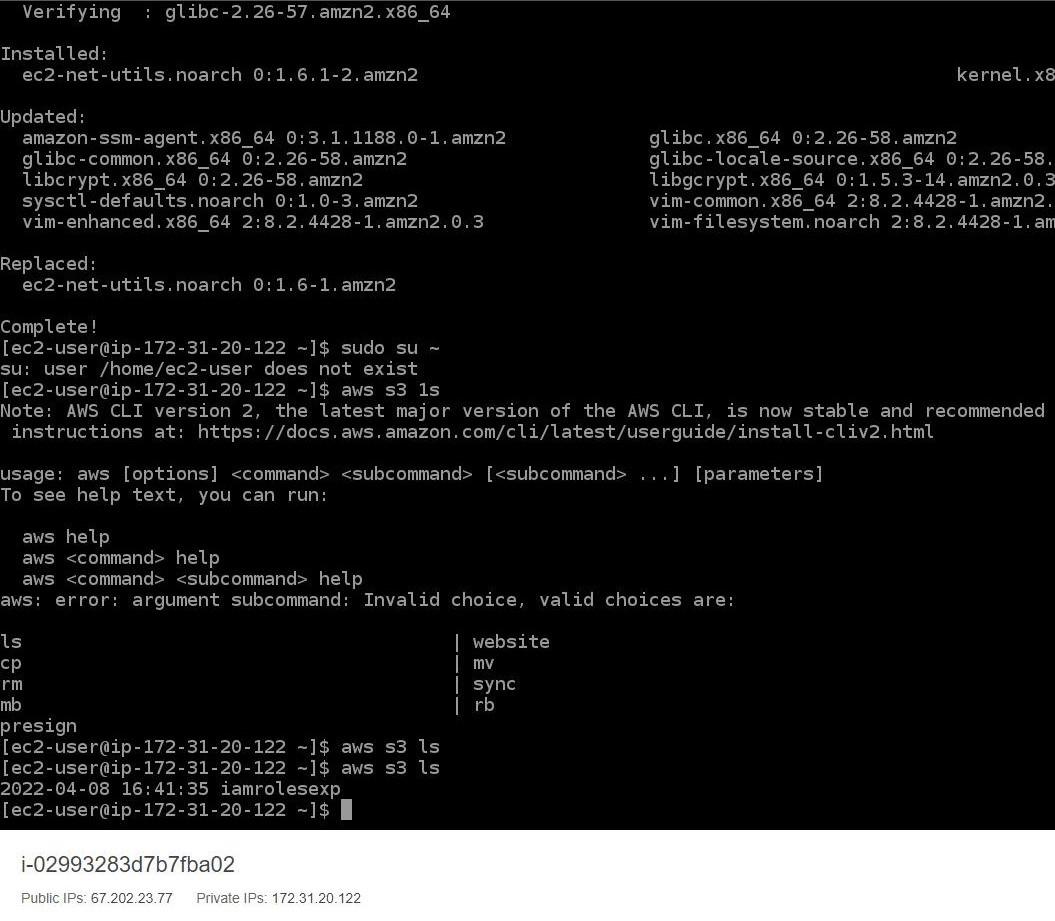 Verifying  : glibc-2.26-57.amzn2.x86_64
Installed:
  ec2-net-utils.noarch 0:1.6.1-2.amzn2                                                 kernel.x8
Updated:
  amazon-ssm-agent.x86_64 0:3.1.1188.0-1.amzn2             glibc.x86_64 0:2.26-58.amzn2
  glibc-common.x86_64 0:2.26-58.amzn2                      glibc-locale-source.x86_64 0:2.26-58.
  libcrypt.x86_64 0:2.26-58.amzn2                          libgcrypt.x86_64 0:1.5.3-14.amzn2.0.3
  sysctl-defaults.noarch 0:1.0-3.amzn2                     vim-common.x86_64 2:8.2.4428-1.amzn2.
  vim-enhanced.x86_64 2:8.2.4428-1.amzn2.0.3               vim-filesystem.noarch 2:8.2.4428-1.am
Replaced:
  ec2-net-utils.noarch 0:1.6-1.amzn2
Complete!
[ec2-user@ip-172-31-20-122 ~]$ sudo su ~
su: user /home/ec2-user does not exist
[ec2-user@ip-172-31-20-122 ~]$ aws s3 1s
Note: AWS CLI version 2, the latest major version of the AWS CLI, is now stable and recommended
 instructions at: https://docs.aws.amazon.com/cli/latest/userguide/install-cliv2.html
usage: aws [options] <command> <subcommand> [<subcommand> ...] [parameters]
To see help text, you can run:
  aws help
  aws <command> help
  aws <command> <subcommand> help
aws: error: argument subcommand: Invalid choice, valid choices are:
ls                                       | website
cp                                       | mv
rm                                       | sync
mb                                       | rb
presign
[ec2-user@ip-172-31-20-122 ~]$ aws s3 ls
[ec2-user@ip-172-31-20-122 ~]$ aws s3 ls
2022-04-08 16:41:35 iamrolesexp
[ec2-user@ip-172-31-20-122 ~]$
i-02993283d7b7fba02
Public IPs: 67.202.23.77    Private IPs: 172.31.20.122